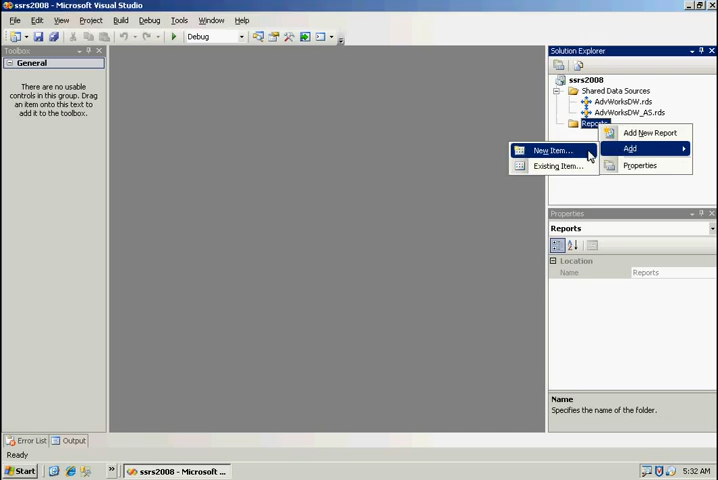 ssrs2008 - Microsoft Visual Studio
File Edit View Project Build Debug Tools Window Help
Debug
Toolbox
General
There are no usable
controls in this group. Drag
an item onto this text to
add it to the toolbox.
Solution Explorer
ssrs2008
Shared Data Sources
AdvWorksDW.rds
AdvWorksDW_AS.rds
Reports
Add New Report
Add
Properties
New Item...
Existing Item...
Properties
Reports
Location
Name Reports
Name
Specifies the name of the folder.
Error List Output
Ready
Start
ssrs2008 - Microsoft ...
5:32 AM